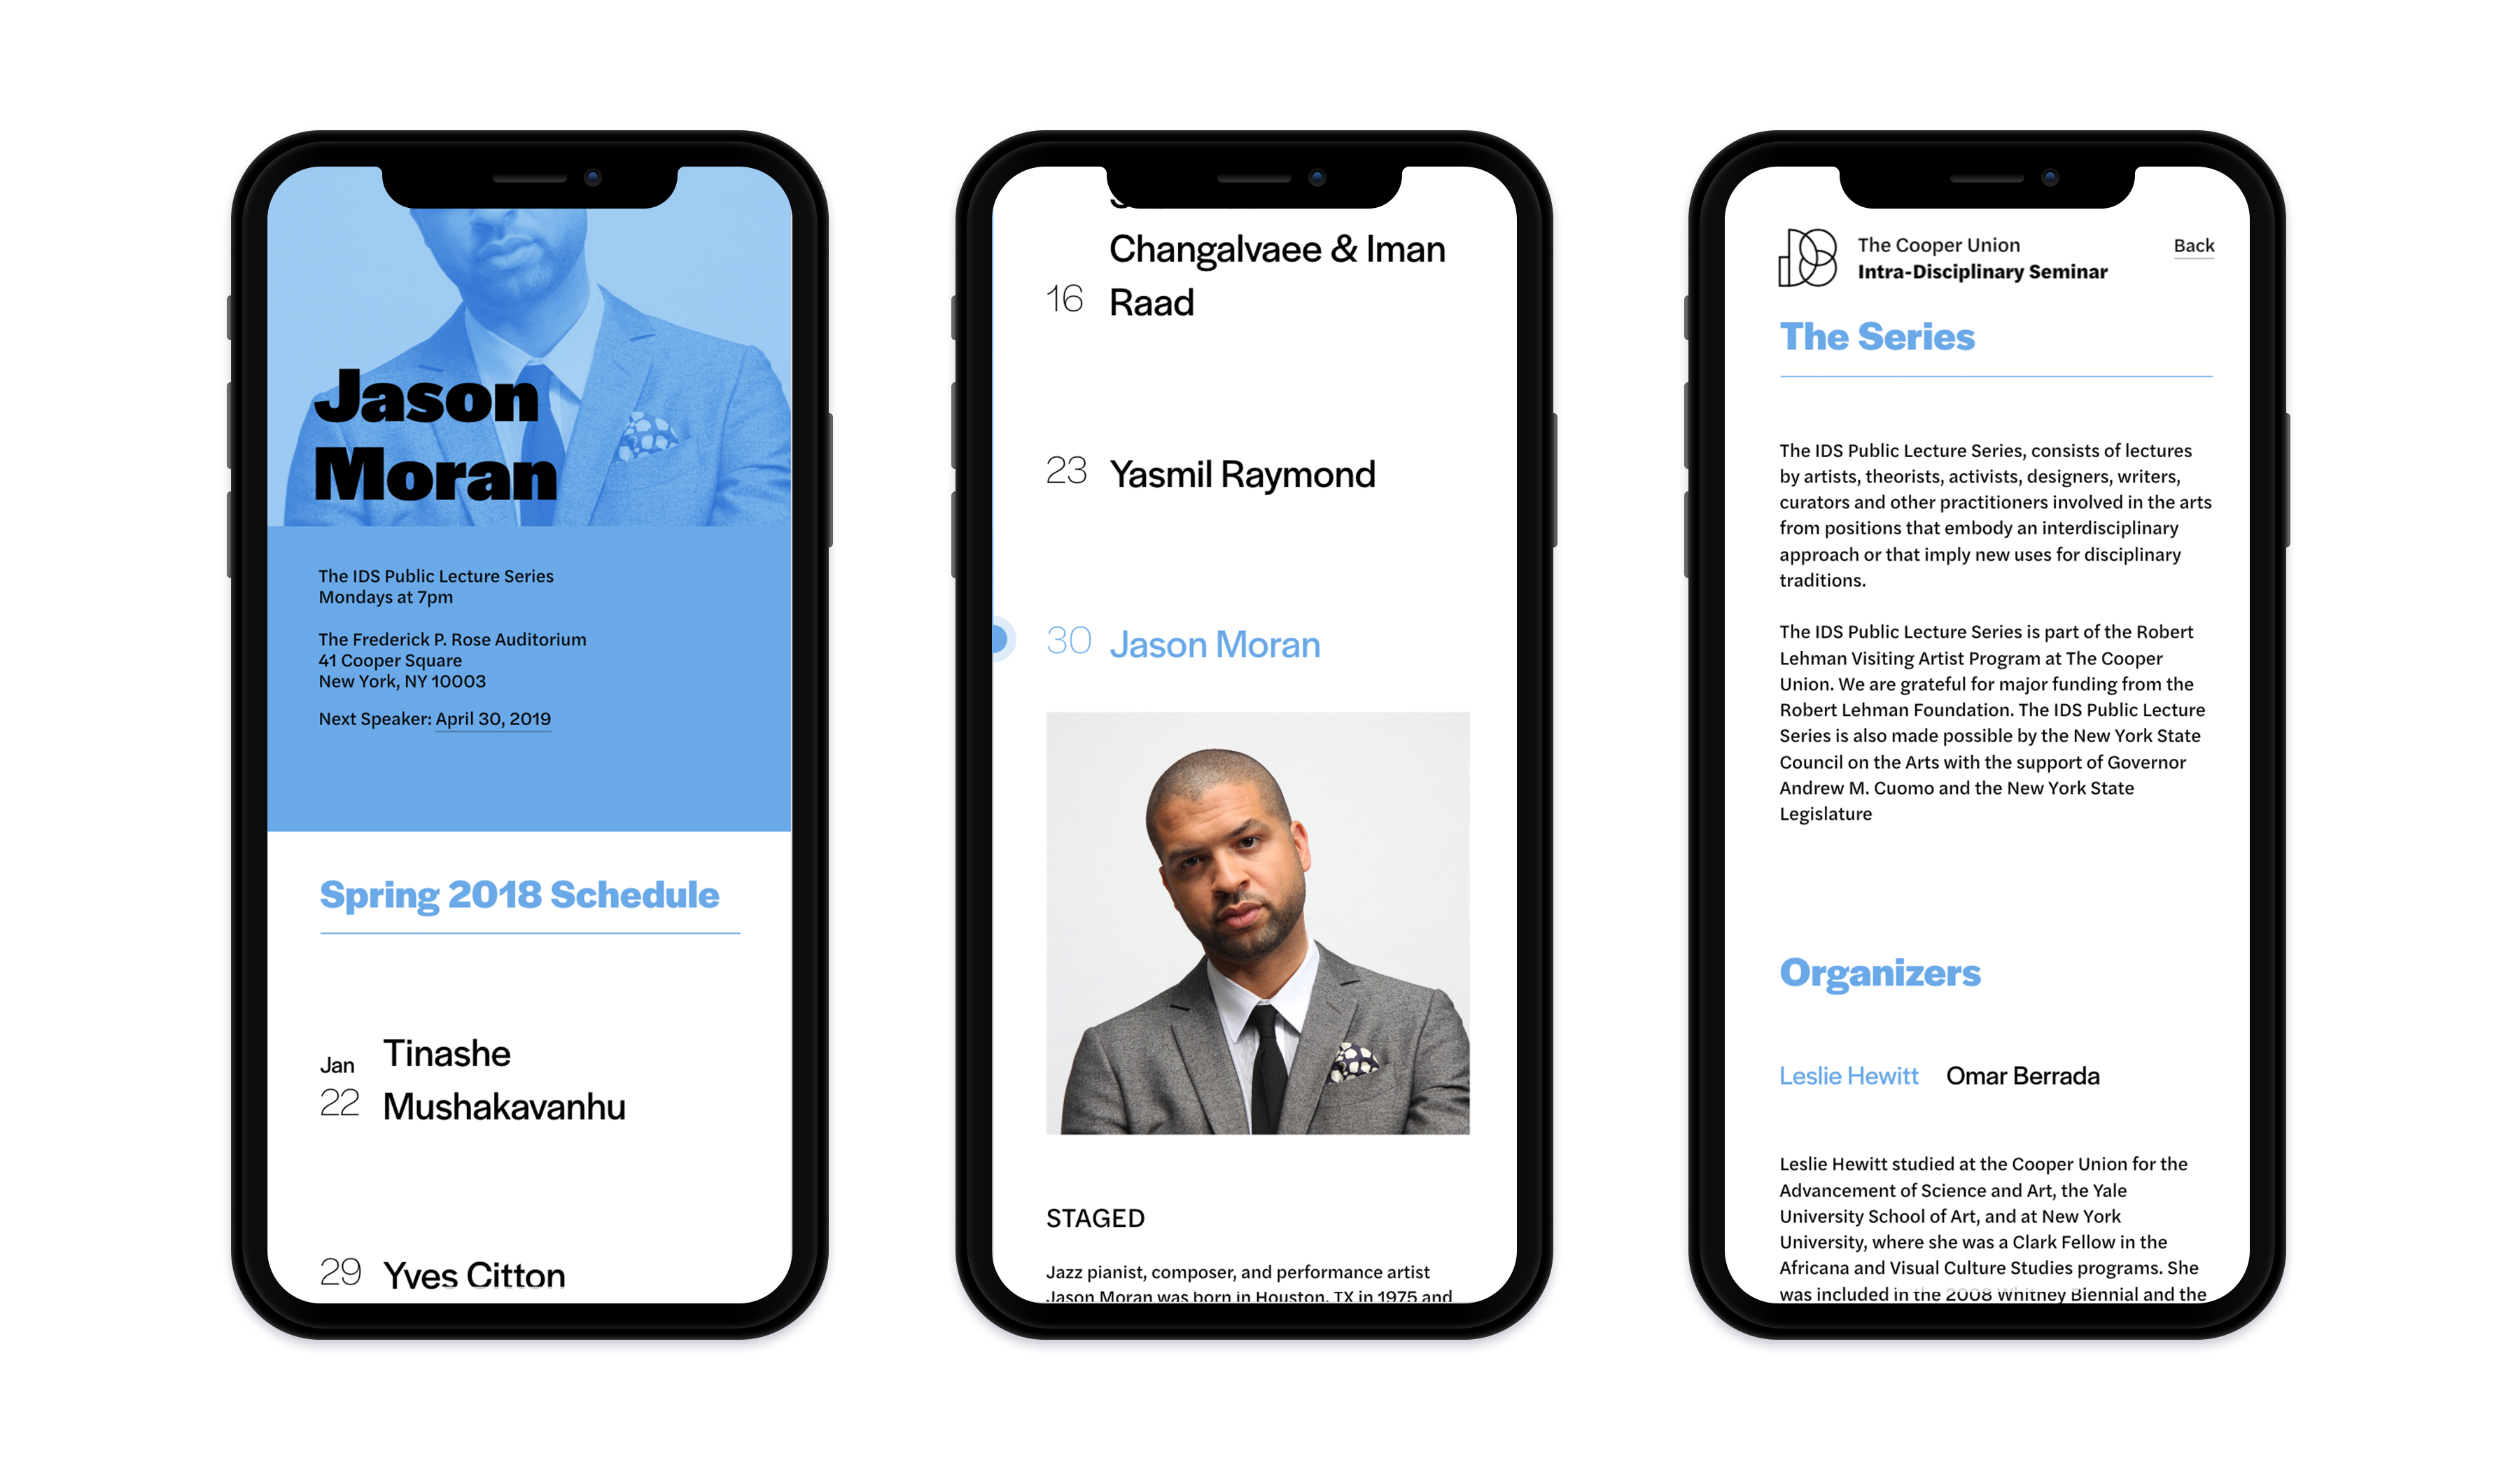 Jason
Moran
The IDS Public Lecture Series
Mondays at 7pm
The Frederick P. Rose Auditorium
41 Cooper Square
New York, NY 10003
Next Speaker: April 30, 2019
Spring 2018 Schedule
Jan
22
Tinashe
Mushakavanhu
29 Yves Citton
Changalvaee & Iman
16 Raad
23 Yasmil Raymond
30 Jason Moran
STAGED
Jazz pianist, composer, and performance artist
Jason Moran was born in Houston, TX in 1975 and
The Cooper Union
Intra-Disciplinary Seminar
Back
The Series
The IDS Public Lecture Series, consists of lectures
by artists, theorists, activists, designers, writers,
curators and other practitioners involved in the arts
from positions that embody an interdisciplinary
approach or that imply new uses for disciplinary
traditions.
The IDS Public Lecture Series is part of the Robert
Lehman Visiting Artist Program at The Cooper
Union. We are grateful for major funding from the
Robert Lehman Foundation. The IDS Public Lecture
Series is also made possible by the New York State
Council on the Arts with the support of Governor
Andrew M. Cuomo and the New York State
Legislature
Organizers
Leslie Hewitt Omar Berrada
Leslie Hewitt studied at the Cooper Union for the
Advancement of Science and Art, the Yale
University School of Art, and at New York
University, where she was a Clark Fellow in the
Africana and Visual Culture Studies programs. She
was included in the 2008 Whitney Biennial and the